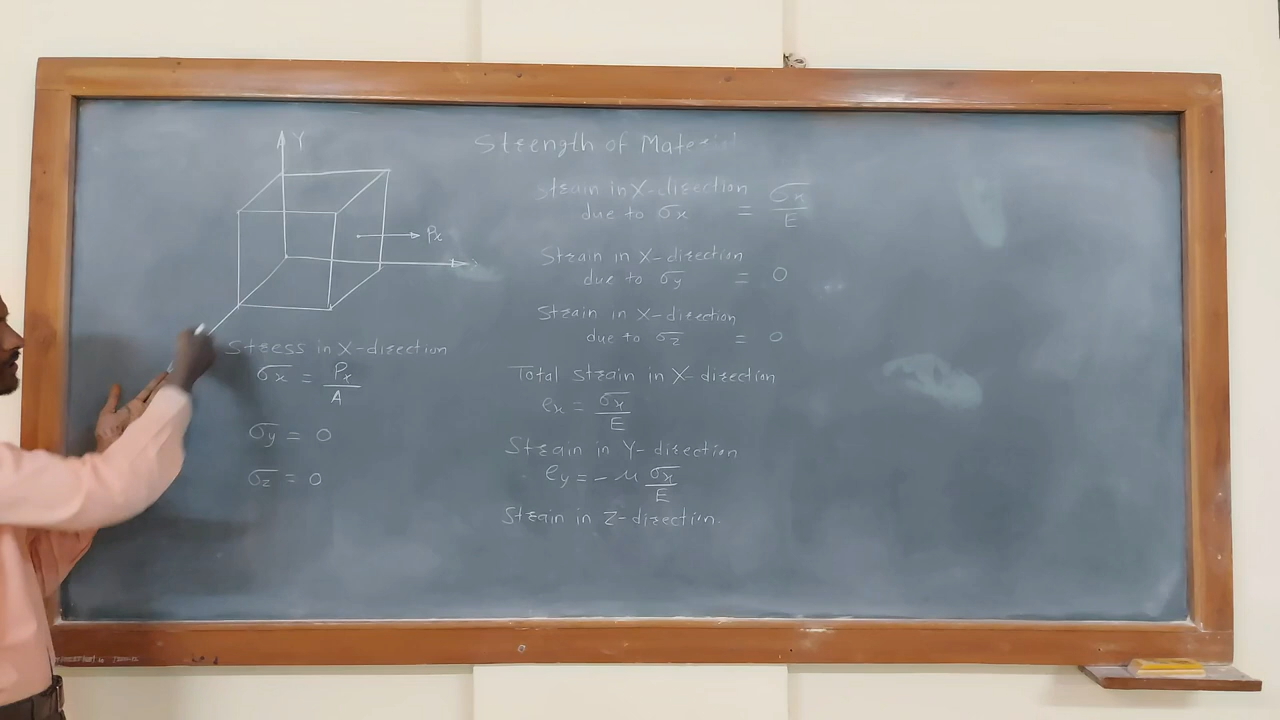 Strength of Material
Y
Px
Stress in X-direction
σx = Px / A
σy = 0
σz = 0
Strain in X-direction
due to σx = σx / E
Strain in X-direction
due to σy = 0
Strain in X-direction
due to σz = 0
Total strain in X-direction
ex = σx / E
Strain in Y-direction
ey = - μ σx / E
Strain in Z-direction.